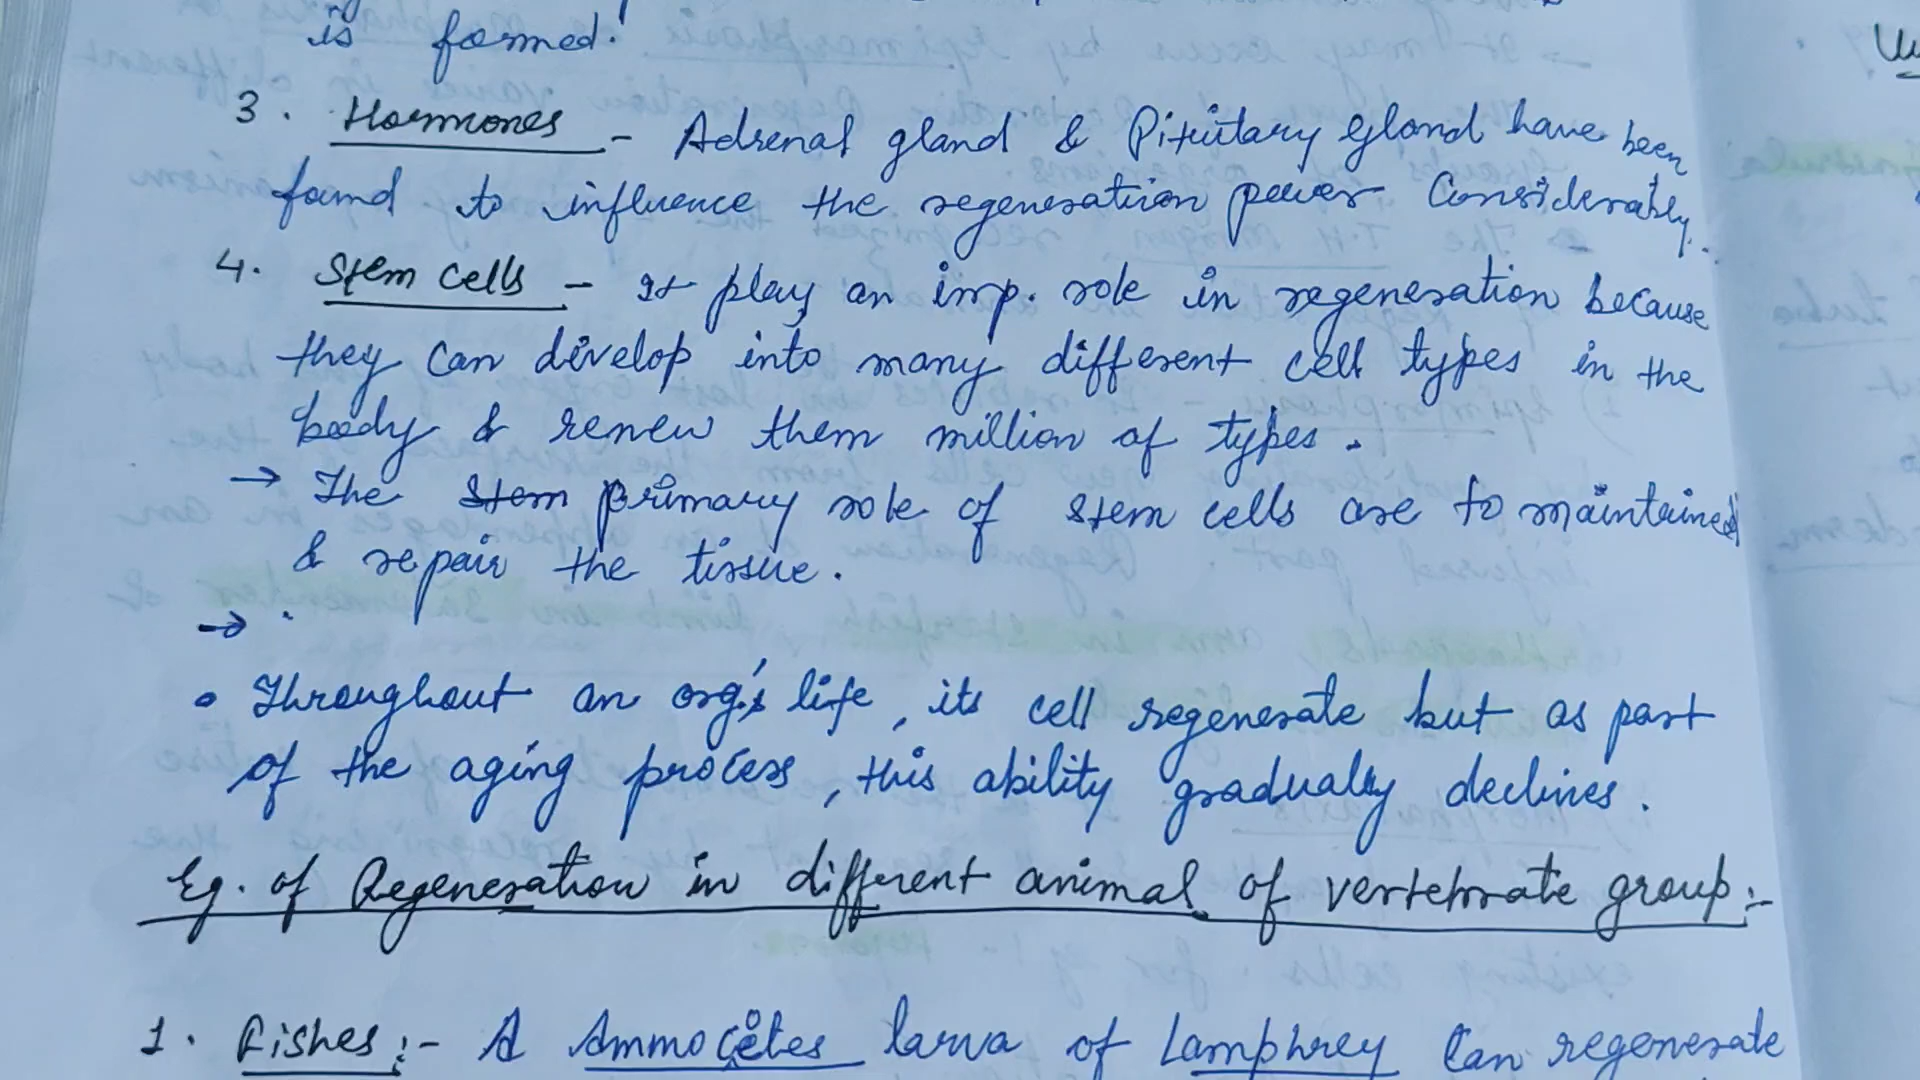 is formed.
3. Hormones - Adrenal gland & Pitutary gland have been
found to influence the regeneration power Considerably.
4. Stem cells - It play an imp. role in regeneration because
they can divelop into many different cell types in the
body & renew them million of types.
→ The Stem primary role of stem cells are to maintained
& repair the tissue.
→
• Throughout an org's life, its cell regenerate but as part
of the aging process, this ability gradually declines.
Eg. of Regeneration in different animal of vertebrate group:-
1. Fishes:- A Ammocetes larva of Lamphrey Can regenerate